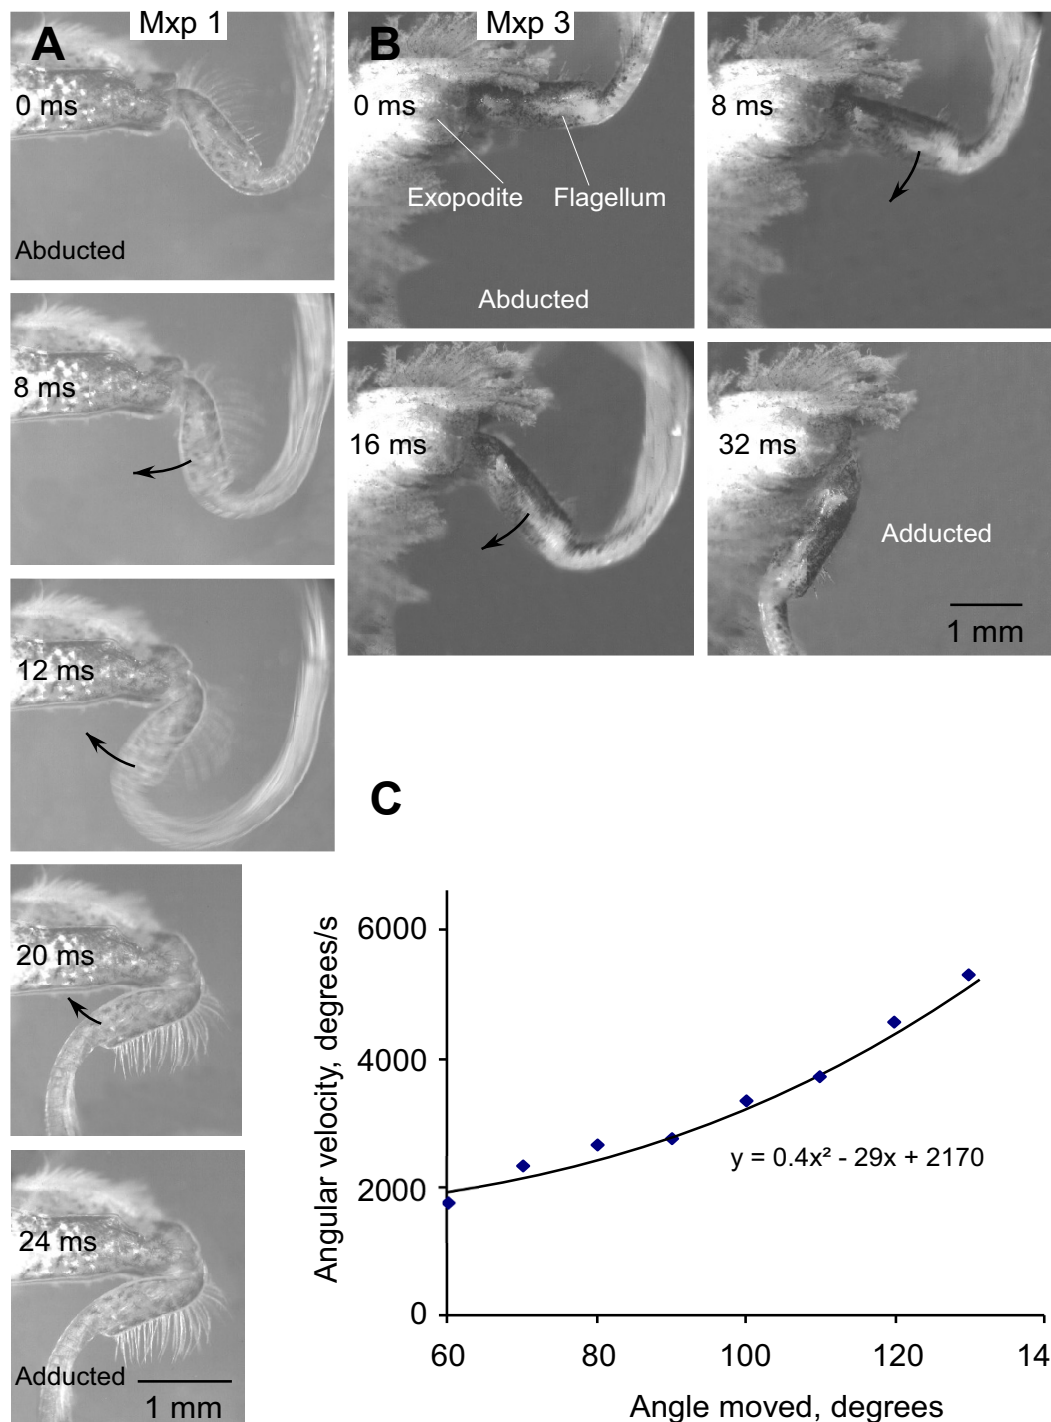 A
Mxp 1
0 ms
Abducted
8 ms
12 ms
20 ms
24 ms
Adducted
1 mm
B
Mxp 3
0 ms
Exopodite
Flagellum
Abducted
8 ms
16 ms
32 ms
Adducted
1 mm
C
Angular velocity, degrees/s
6000
4000
2000
0
y = 0.4x² - 29x + 2170
60 80 100 120 14
Angle moved, degrees